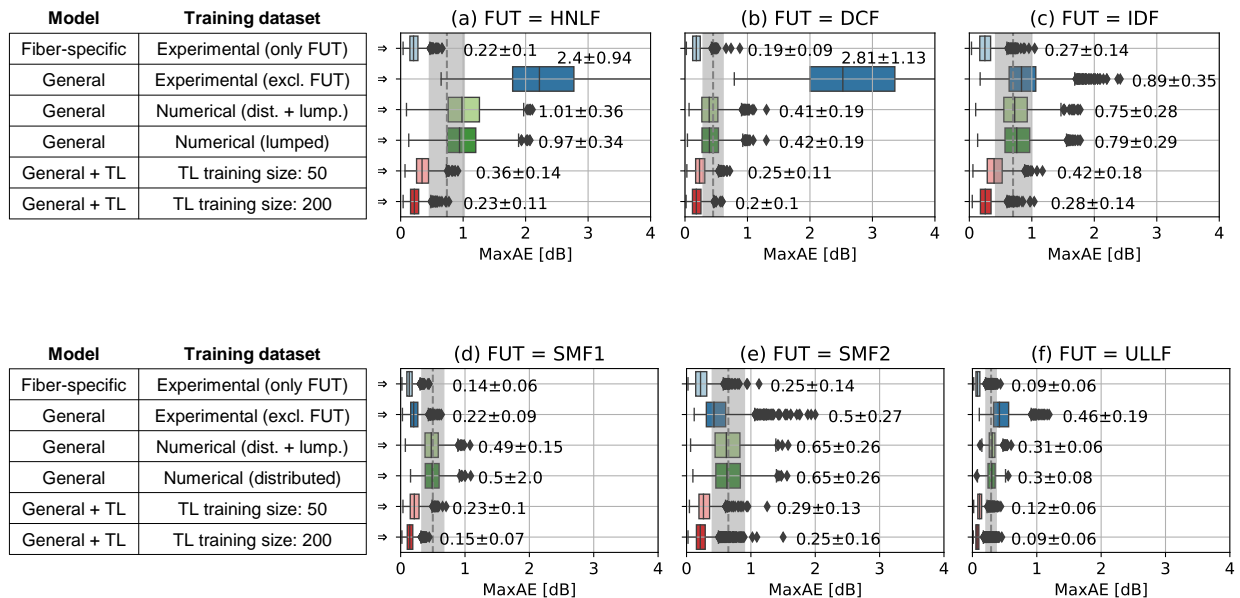 Model Training dataset (a) FUT = HNLF (b) FUT = DCF (c) FUT = IDF
Fiber-specific Experimental (only FUT) ⇒ 0.22±0.1 0.19±0.09 0.27±0.14
2.4±0.94 2.81±1.13
General Experimental (excl. FUT) ⇒ 0.89±0.35
General Numerical (dist. + lump.) ⇒ 1.01±0.36 0.41±0.19 0.75±0.28
General Numerical (lumped) ⇒ 0.97±0.34 0.42±0.19 0.79±0.29
General + TL TL training size: 50 ⇒ 0.36±0.14 0.25±0.11 0.42±0.18
General + TL TL training size: 200 ⇒ 0.23±0.11 0.2±0.1 0.28±0.14
0 1 2 3 4 0 1 2 3 4 0 1 2 3 4
MaxAE [dB] MaxAE [dB] MaxAE [dB]
Model Training dataset (d) FUT = SMF1 (e) FUT = SMF2 (f) FUT = ULLF
Fiber-specific Experimental (only FUT) ⇒ 0.14±0.06 0.25±0.14 0.09±0.06
General Experimental (excl. FUT) ⇒ 0.22±0.09 0.5±0.27 0.46±0.19
General Numerical (dist. + lump.) ⇒ 0.49±0.15 0.65±0.26 0.31±0.06
General Numerical (distributed) ⇒ 0.5±2.0 0.65±0.26 0.3±0.08
General + TL TL training size: 50 ⇒ 0.23±0.1 0.29±0.13 0.12±0.06
General + TL TL training size: 200 ⇒ 0.15±0.07 0.25±0.16 0.09±0.06
0 1 2 3 4 0 1 2 3 4 0 1 2 3 4
MaxAE [dB] MaxAE [dB] MaxAE [dB]